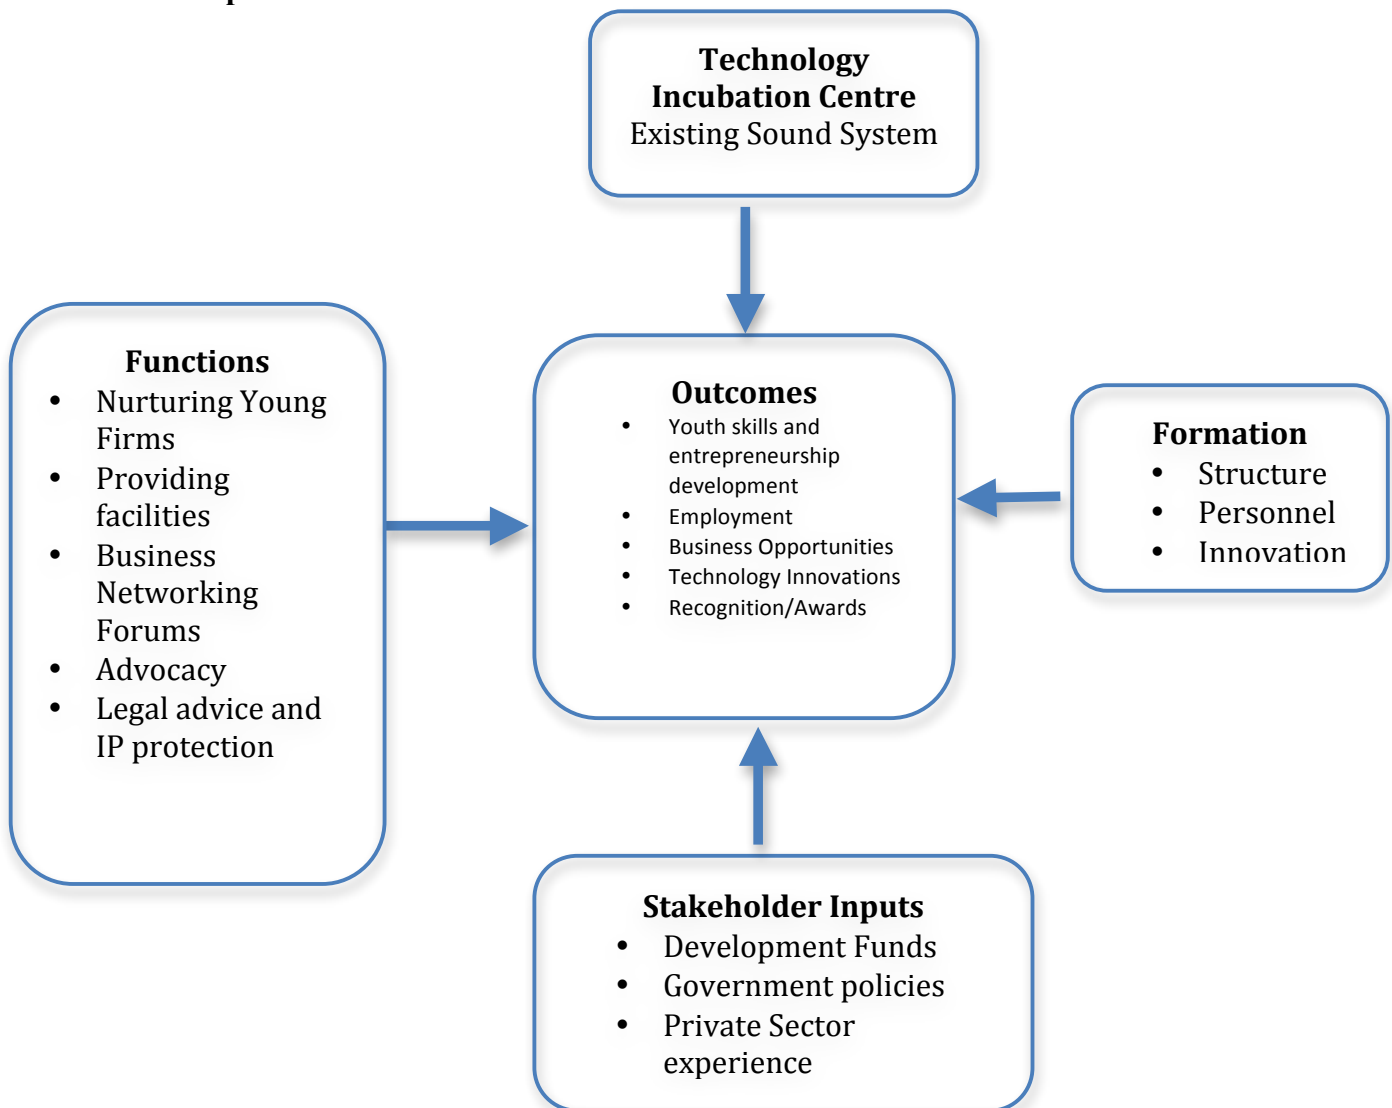 Technology
Incubation Centre
Existing Sound System
Functions
• Nurturing Young
Firms
• Providing
facilities
• Business
Networking
Forums
• Advocacy
• Legal advice and
IP protection
Outcomes
• Youth skills and
entrepreneurship
development
• Employment
• Business Opportunities
• Technology Innovations
• Recognition/Awards
Formation
• Structure
• Personnel
• Innovation
Stakeholder Inputs
• Development Funds
• Government policies
• Private Sector
experience